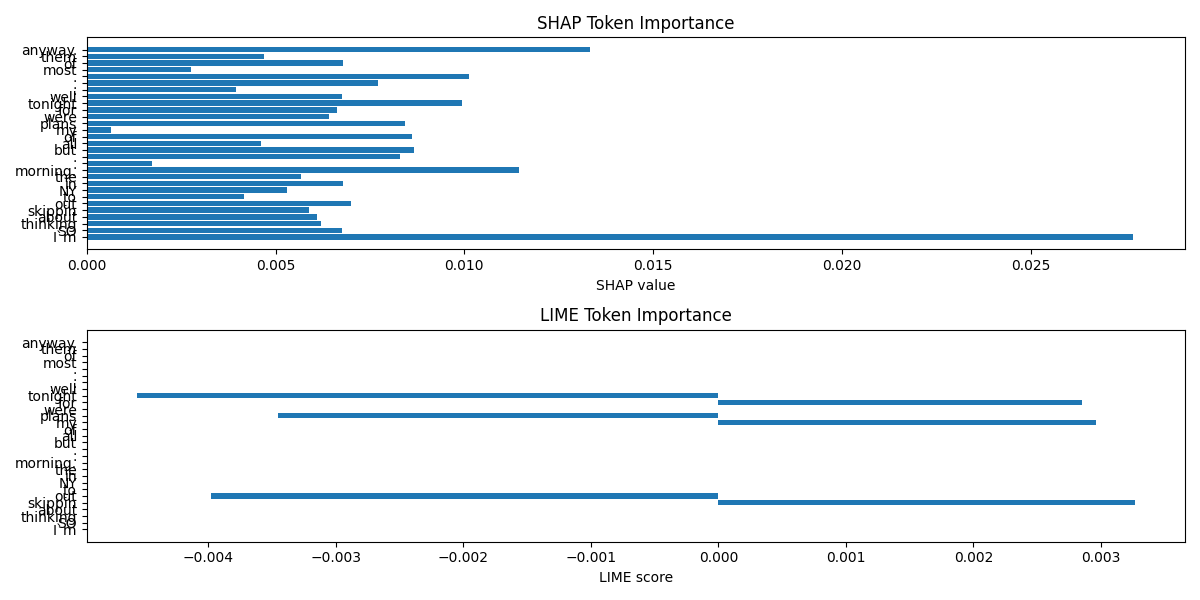 SHAP Token Importance
anyway
them
of
most
.
.
well
tonight
for
were
plans
my
of
all
but
.
.
morning.
the
in
NY
to
out
skippin
about
thinking
SO
I m
0.000 0.005 0.010 0.015 0.020 0.025
SHAP value
LIME Token Importance
anyway
them
of
most
.
.
well
tonight
for
were
plans
my
of
all
but
.
morning.
the
in
NY
to
out
skippin
about
thinking
SO
I m
−0.004 −0.003 −0.002 −0.001 0.000 0.001 0.002 0.003
LIME score